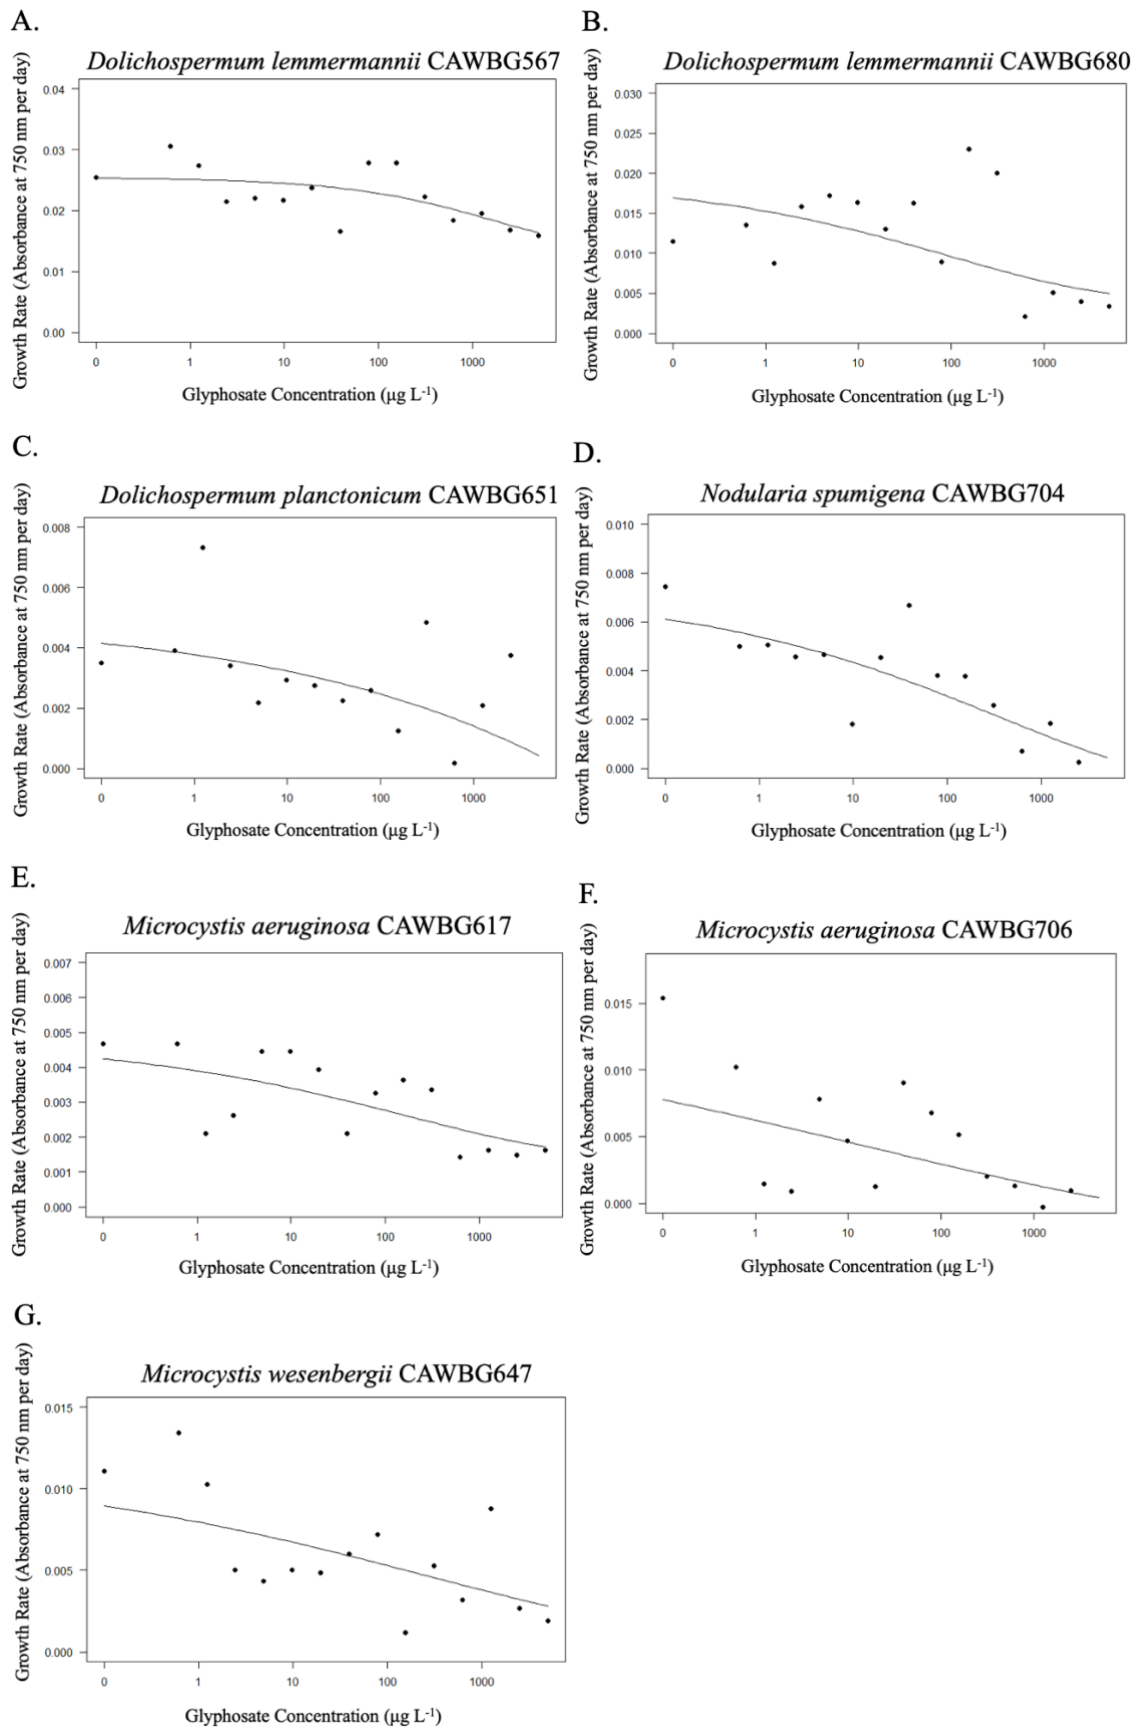 A.
Dolichospermum lemmermannii CAWBG567
Growth Rate (Absorbance at 750 nm per day)
0.04
0.03
0.02
0.01
0.00
0 1 10 100 1000
Glyphosate Concentration (µg L-1)
B.
Dolichospermum lemmermannii CAWBG680
Growth Rate (Absorbance at 750 nm per day)
0.030
0.025
0.020
0.015
0.010
0.005
0.000
0 1 10 100 1000
Glyphosate Concentration (µg L-1)
C.
Dolichospermum planctonicum CAWBG651
Growth Rate (Absorbance at 750 nm per day)
0.008
0.006
0.004
0.002
0.000
0 1 10 100 1000
Glyphosate Concentration (µg L-1)
D.
Nodularia spumigena CAWBG704
Growth Rate (Absorbance at 750 nm per day)
0.010
0.008
0.006
0.004
0.002
0.000
0 1 10 100 1000
Glyphosate Concentration (µg L-1)
E.
Microcystis aeruginosa CAWBG617
Growth Rate (Absorbance at 750 nm per day)
0.007
0.006
0.005
0.004
0.003
0.002
0.001
0.000
0 1 10 100 1000
Glyphosate Concentration (µg L-1)
F.
Microcystis aeruginosa CAWBG706
Growth Rate (Absorbance at 750 nm per day)
0.015
0.010
0.005
0.000
0 1 10 100 1000
Glyphosate Concentration (µg L-1)
G.
Microcystis wesenbergii CAWBG647
Growth Rate (Absorbance at 750 nm per day)
0.015
0.010
0.005
0.000
0 1 10 100 1000
Glyphosate Concentration (µg L-1)